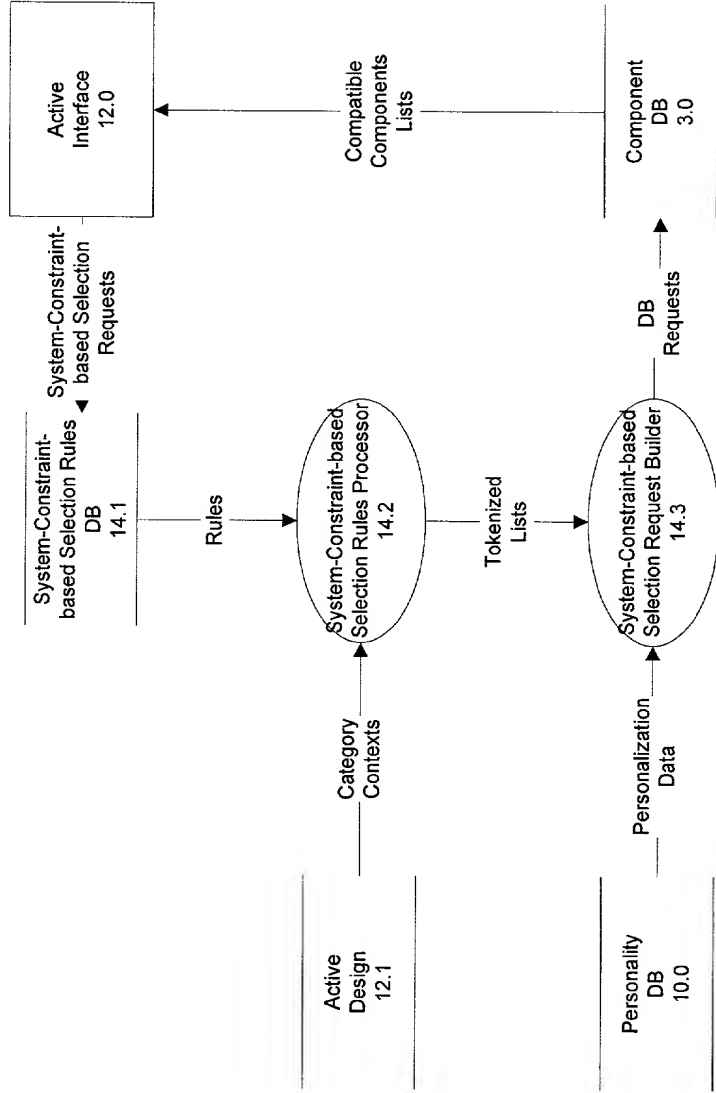 System-Constraint-
based Selection Rules
DB
14.1
System-Constraint-
based Selection
Requests
Active
Interface
12.0
Rules
Active
Design
12.1
Category
Contexts
System-Constraint-based
Selection Rules Processor
14.2
Compatible
Components
Lists
Tokenized
Lists
Personality
DB
10.0
Personalization
Data
System-Constraint-based
Selection Request Builder
14.3
DB
Requests
Component
DB
3.0